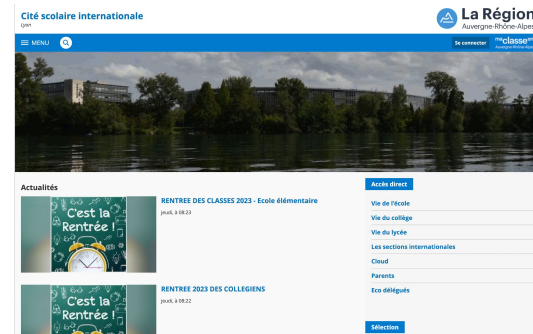 Cité scolaire internationale
Lyon
La Région
Auvergne-Rhône-Alpes
MENU
Se connecter
ma classe en
Auvergne-Rhône-Alpes
Actualités
C'est la
Rentrée !
RENTREE DES CLASSES 2023 - Ecole élémentaire
jeudi, à 08:23
C'est la
Rentrée !
RENTREE 2023 DES COLLEGIENS
jeudi, à 08:22
Accès direct
Vie de l'école
Vie du collège
Vie du lycée
Les sections internationales
Cloud
Parents
Eco délégués
Sélection